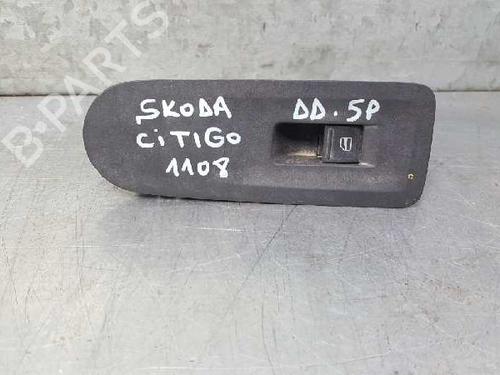 B-PARTS
SKODA
CiTIGO
1108
DD. 5P